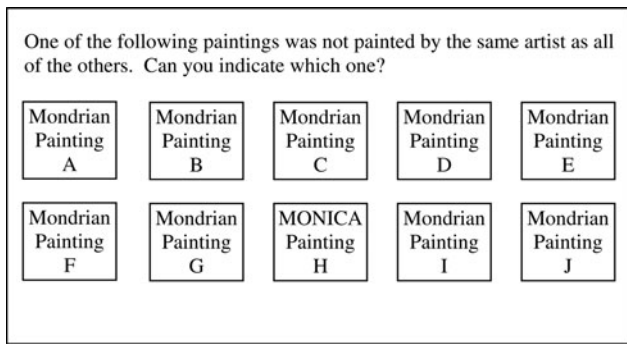 One of the following paintings was not painted by the same artist as all
of the others. Can you indicate which one?
Mondrian
Painting
A
Mondrian
Painting
B
Mondrian
Painting
C
Mondrian
Painting
D
Mondrian
Painting
E
Mondrian
Painting
F
Mondrian
Painting
G
MONICA
Painting
H
Mondrian
Painting
I
Mondrian
Painting
J